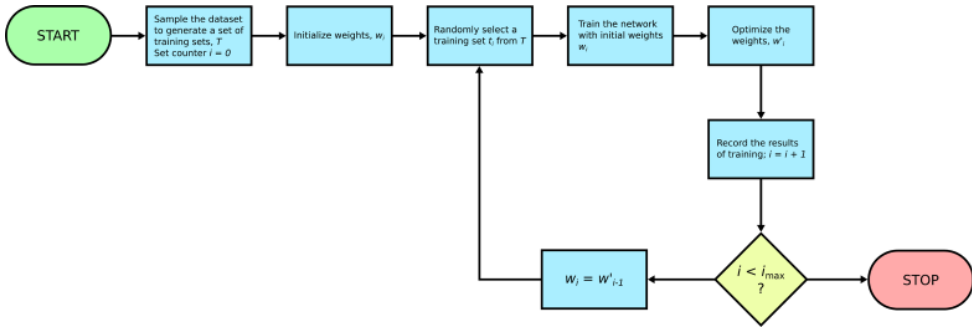 START
Sample the dataset
to generate a set of
training sets, T
Set counter i = 0
Initialize weights, wᵢ
Randomly select a
training set tᵢ from T
Train the network
with initial weights
wᵢ
Optimize the
weights, w'ᵢ
Record the results
of training; i = i + 1
i < iₘₐₓ
?
wᵢ = w'ᵢ₋₁
STOP